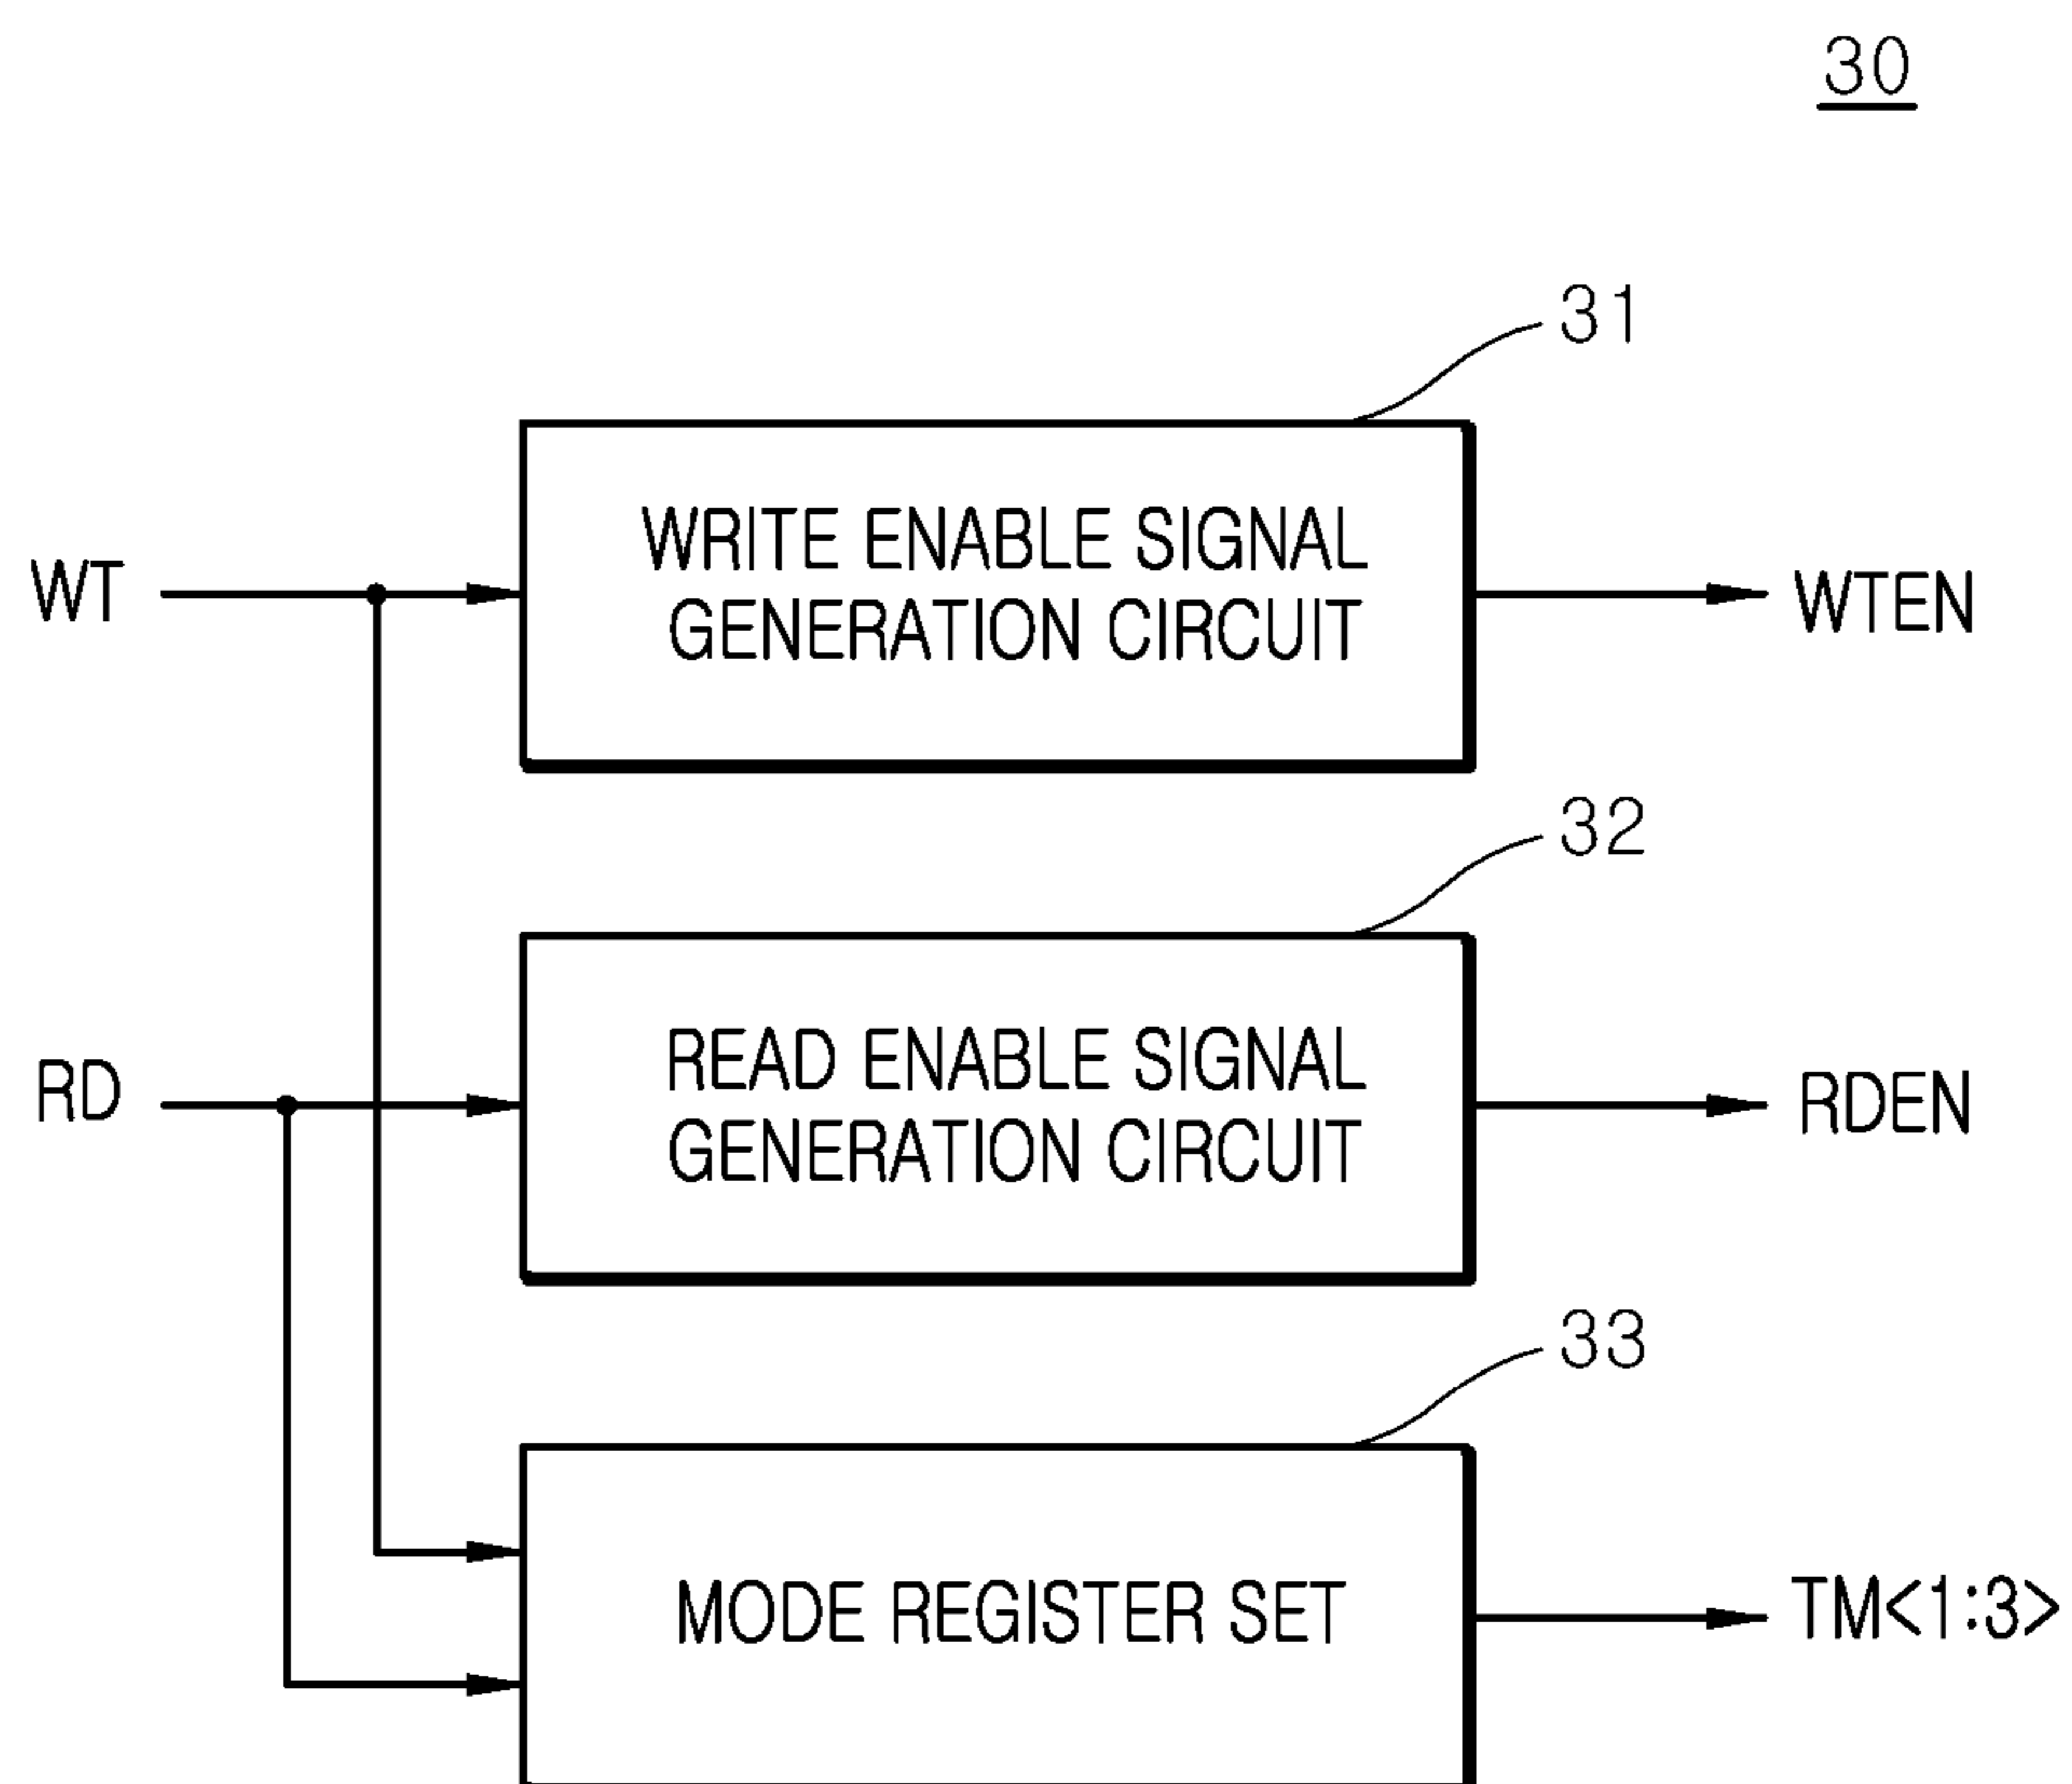 30
31
WRITE ENABLE SIGNAL
GENERATION CIRCUIT
WT
WTEN
32
READ ENABLE SIGNAL
GENERATION CIRCUIT
RD
RDEN
33
MODE REGISTER SET
TM<1:3>